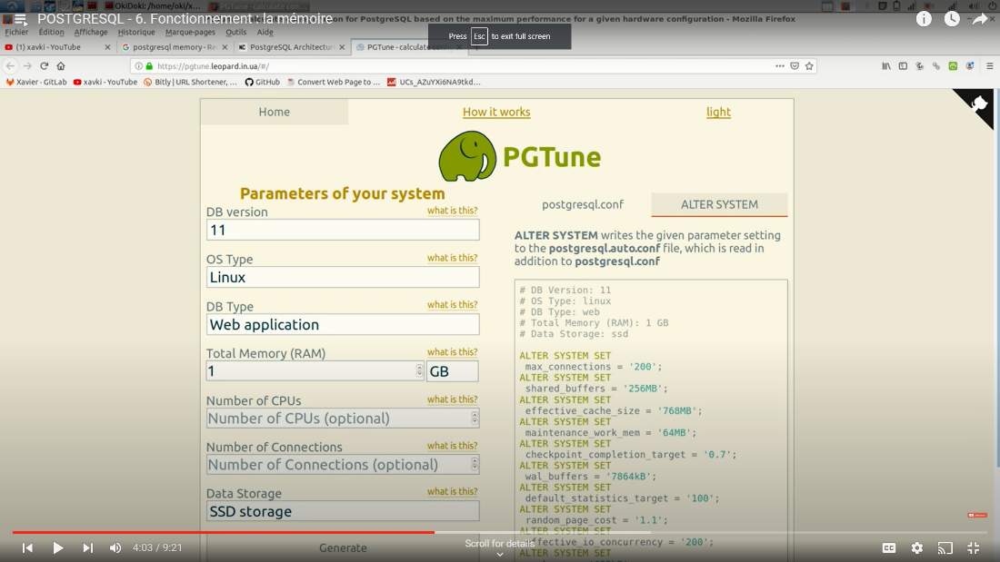 POSTGRESQL - 6. Fonctionnement : la mémoire
for PostgreSQL based on the maximum performance for a given hardware configuration - Mozilla Firefox
OkiDoki: /home/oki/x...
Fichier Édition Affichage Historique Marque-pages Outils Aide
Press Esc to exit full screen
(1) xavki - YouTube
postgresql memory - Re
PostgreSQL Architectur
PGTune - calculate
https://pgtune.leopard.in.ua/#/
Xavier · GitLab
xavki - YouTube
Bitly | URL Shortener, ...
GitHub
Convert Web Page to ...
UCs_AZuYXi6NA9tkd...
Home
How it works
light
PGTune
Parameters of your system
DB version what is this?
11
OS Type what is this?
Linux
DB Type what is this?
Web application
Total Memory (RAM) what is this?
1 GB
Number of CPUs what is this?
Number of CPUs (optional)
Number of Connections what is this?
Number of Connections (optional)
Data Storage what is this?
SSD storage
Generate
postgresql.conf
ALTER SYSTEM
ALTER SYSTEM writes the given parameter setting
to the postgresql.auto.conf file, which is read in
addition to postgresql.conf
# DB Version: 11
# OS Type: linux
# DB Type: web
# Total Memory (RAM): 1 GB
# Data Storage: ssd
ALTER SYSTEM SET
max_connections = '200';
ALTER SYSTEM SET
shared_buffers = '256MB';
ALTER SYSTEM SET
effective_cache_size = '768MB';
ALTER SYSTEM SET
maintenance_work_mem = '64MB';
ALTER SYSTEM SET
checkpoint_completion_target = '0.7';
ALTER SYSTEM SET
wal_buffers = '7864kB';
ALTER SYSTEM SET
default_statistics_target = '100';
ALTER SYSTEM SET
random_page_cost = '1.1';
ALTER SYSTEM SET
effective_io_concurrency = '200';
ALTER SYSTEM SET
4:03 / 9:21
Scroll for details
CC